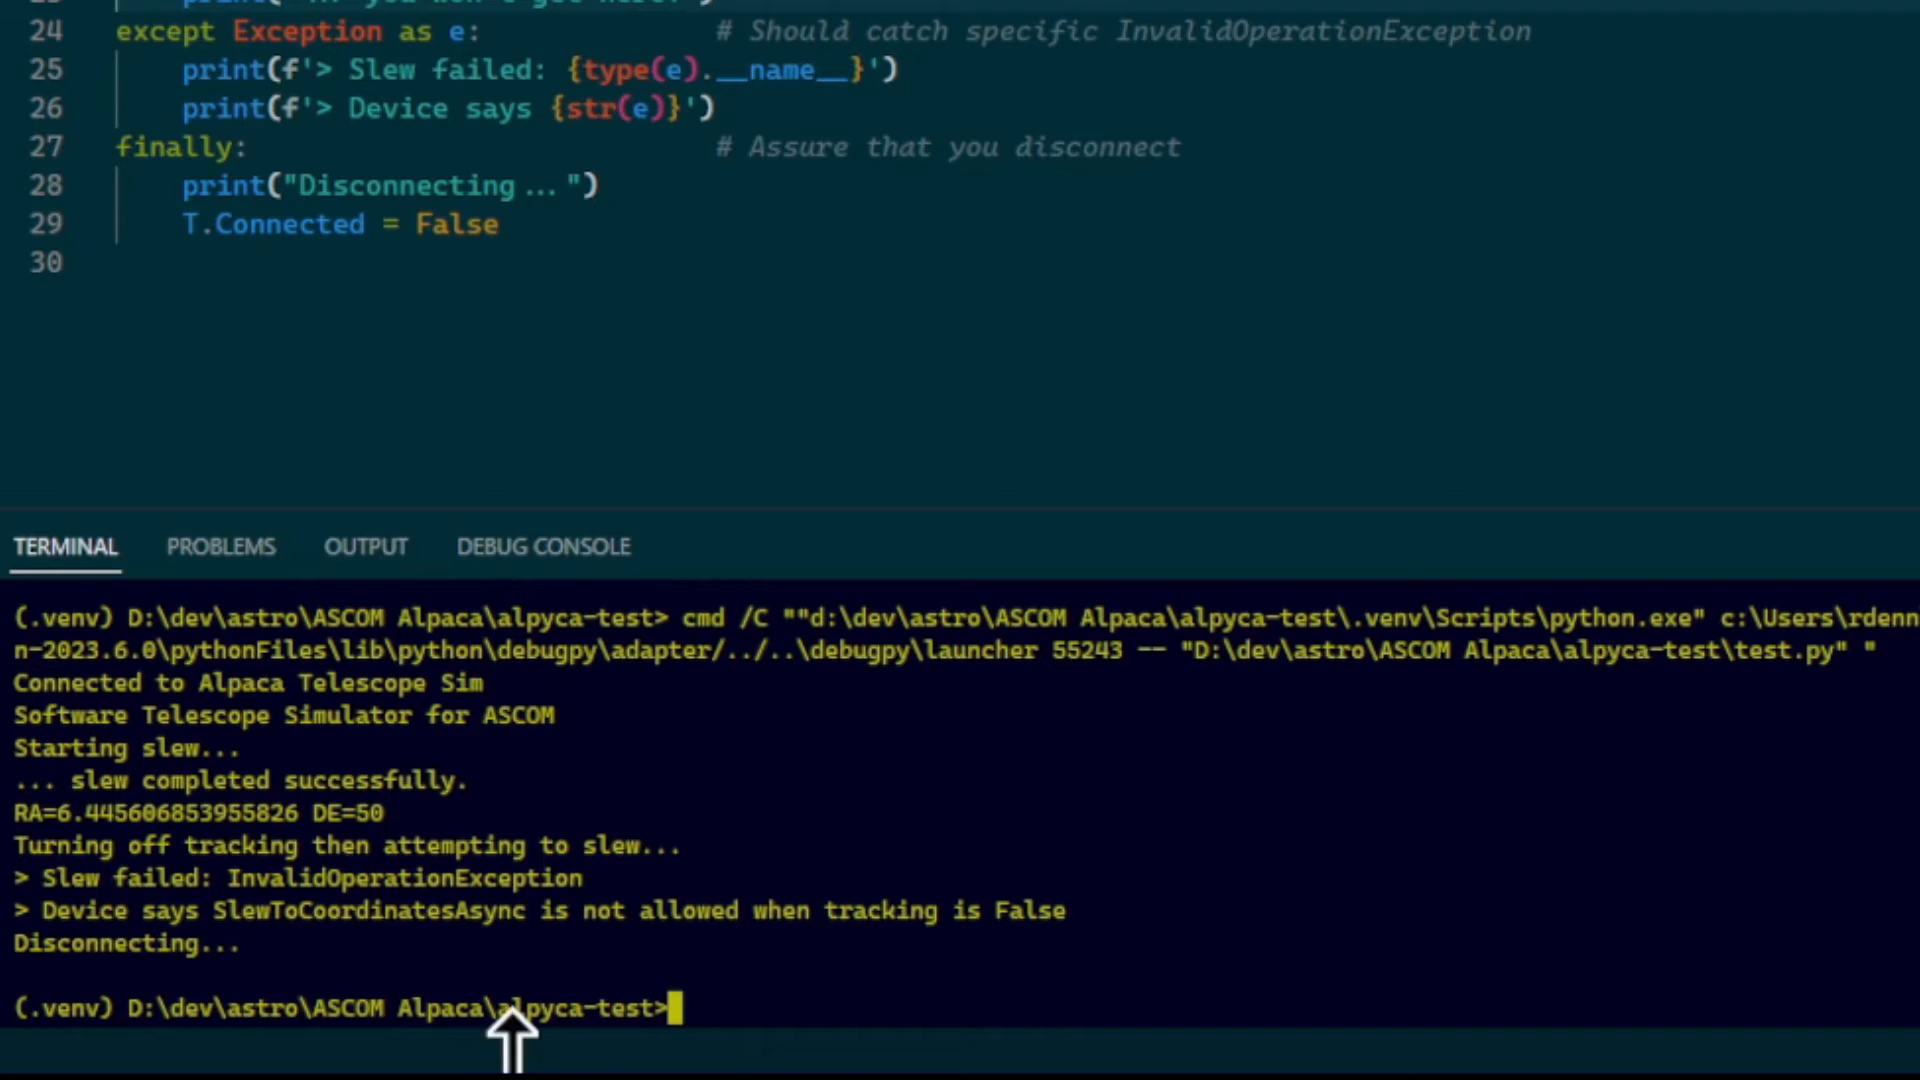 24 except Exception as e: # Should catch specific InvalidOperationException
25 print(f'> Slew failed: {type(e).__name__}')
26 print(f'> Device says {str(e)}')
27 finally: # Assure that you disconnect
28 print("Disconnecting...")
29 T.Connected = False
30
TERMINAL PROBLEMS OUTPUT DEBUG CONSOLE
(.venv) D:\dev\astro\ASCOM Alpaca\alpyca-test> cmd /C ""d:\dev\astro\ASCOM Alpaca\alpyca-test\.venv\Scripts\python.exe" c:\Users\rdenn
n-2023.6.0\pythonFiles\lib\python\debugpy\adapter/../..\debugpy\launcher 55243 -- "D:\dev\astro\ASCOM Alpaca\alpyca-test\test.py" "
Connected to Alpaca Telescope Sim
Software Telescope Simulator for ASCOM
Starting slew...
... slew completed successfully.
RA=6.445606853955826 DE=50
Turning off tracking then attempting to slew...
> Slew failed: InvalidOperationException
> Device says SlewToCoordinatesAsync is not allowed when tracking is False
Disconnecting...
(.venv) D:\dev\astro\ASCOM Alpaca\alpyca-test>